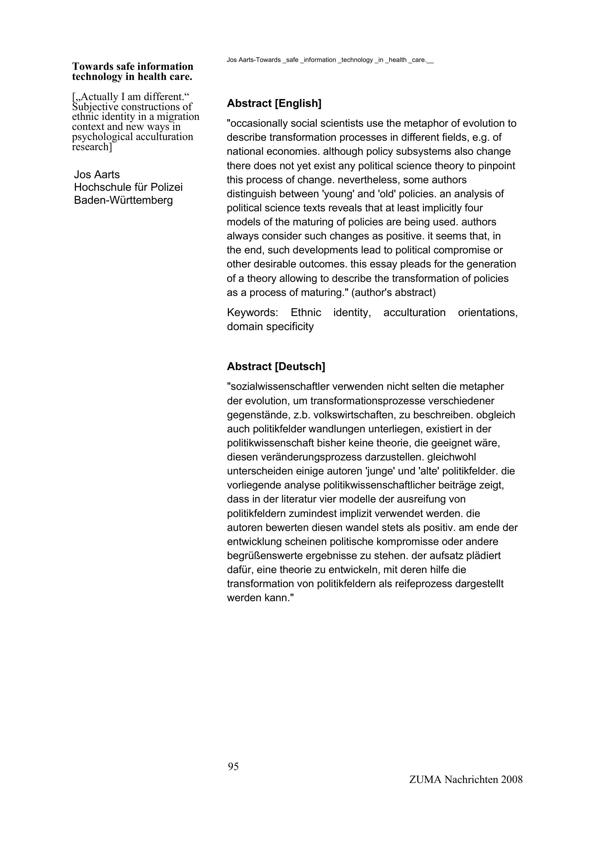 Towards safe information
technology in health care.
[„Actually I am different.“
Subjective constructions of
ethnic identity in a migration
context and new ways in
psychological acculturation
research]
Jos Aarts
Hochschule für Polizei
Baden-Württemberg
Jos Aarts-Towards _safe _information _technology _in _health _care.__
Abstract [English]
"occasionally social scientists use the metaphor of evolution to
describe transformation processes in different fields, e.g. of
national economies. although policy subsystems also change
there does not yet exist any political science theory to pinpoint
this process of change. nevertheless, some authors
distinguish between 'young' and 'old' policies. an analysis of
political science texts reveals that at least implicitly four
models of the maturing of policies are being used. authors
always consider such changes as positive. it seems that, in
the end, such developments lead to political compromise or
other desirable outcomes. this essay pleads for the generation
of a theory allowing to describe the transformation of policies
as a process of maturing." (author's abstract)
Keywords: Ethnic identity, acculturation orientations,
domain specificity
Abstract [Deutsch]
"sozialwissenschaftler verwenden nicht selten die metapher
der evolution, um transformationsprozesse verschiedener
gegenstände, z.b. volkswirtschaften, zu beschreiben. obgleich
auch politikfelder wandlungen unterliegen, existiert in der
politikwissenschaft bisher keine theorie, die geeignet wäre,
diesen veränderungsprozess darzustellen. gleichwohl
unterscheiden einige autoren 'junge' und 'alte' politikfelder. die
vorliegende analyse politikwissenschaftlicher beiträge zeigt,
dass in der literatur vier modelle der ausreifung von
politikfeldern zumindest implizit verwendet werden. die
autoren bewerten diesen wandel stets als positiv. am ende der
entwicklung scheinen politische kompromisse oder andere
begrüßenswerte ergebnisse zu stehen. der aufsatz plädiert
dafür, eine theorie zu entwickeln, mit deren hilfe die
transformation von politikfeldern als reifeprozess dargestellt
werden kann."
95
ZUMA Nachrichten 2008